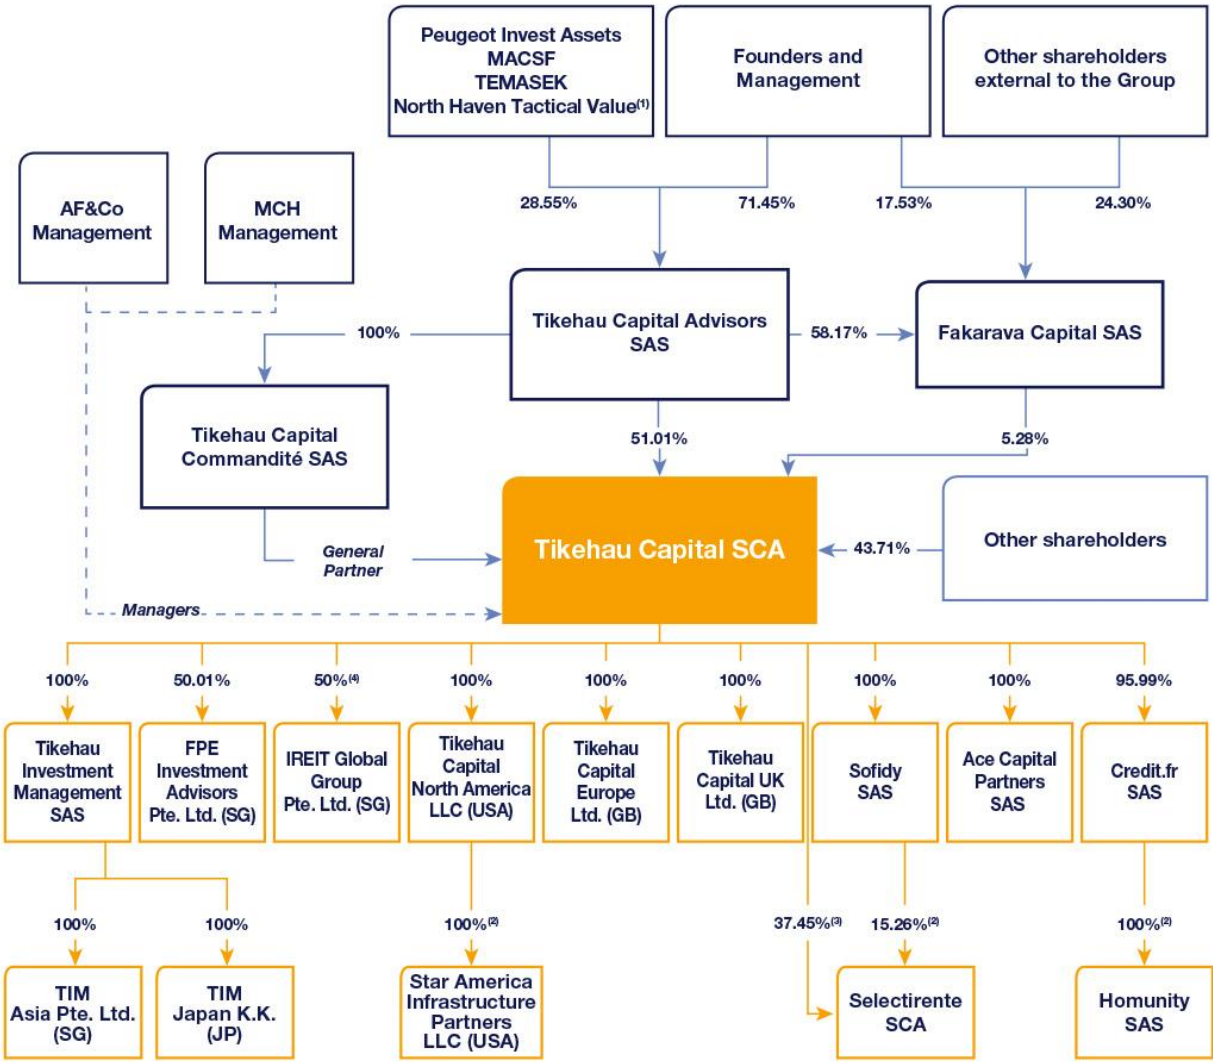 Peugeot Invest Assets
MACSF
TEMASEK
North Haven Tactical Value(1)
Founders and
Management
Other shareholders
external to the Group
AF&Co
Management
MCH
Management
28.55%
71.45%
17.53%
24.30%
100%
Tikehau Capital Advisors
SAS
58.17%
Fakarava Capital SAS
Tikehau Capital
Commandité SAS
51.01%
5.28%
General
Partner
Tikehau Capital SCA
43.71%
Other shareholders
Managers
100%
50.01%
50%(4)
100%
100%
100%
100%
100%
95.99%
Tikehau
Investment
Management
SAS
FPE
Investment
Advisors
Pte. Ltd. (SG)
IREIT Global
Group
Pte. Ltd. (SG)
Tikehau
Capital
North America
LLC (USA)
Tikehau
Capital
Europe
Ltd. (GB)
Tikehau
Capital UK
Ltd. (GB)
Sofidy
SAS
Ace Capital
Partners
SAS
Credit.fr
SAS
100%
100%
100%(2)
37.45%(3)
15.26%(2)
100%(2)
TIM
Asia Pte. Ltd.
(SG)
TIM
Japan K.K.
(JP)
Star America
Infrastructure
Partners
LLC (USA)
Selectirente
SCA
Homunity
SAS